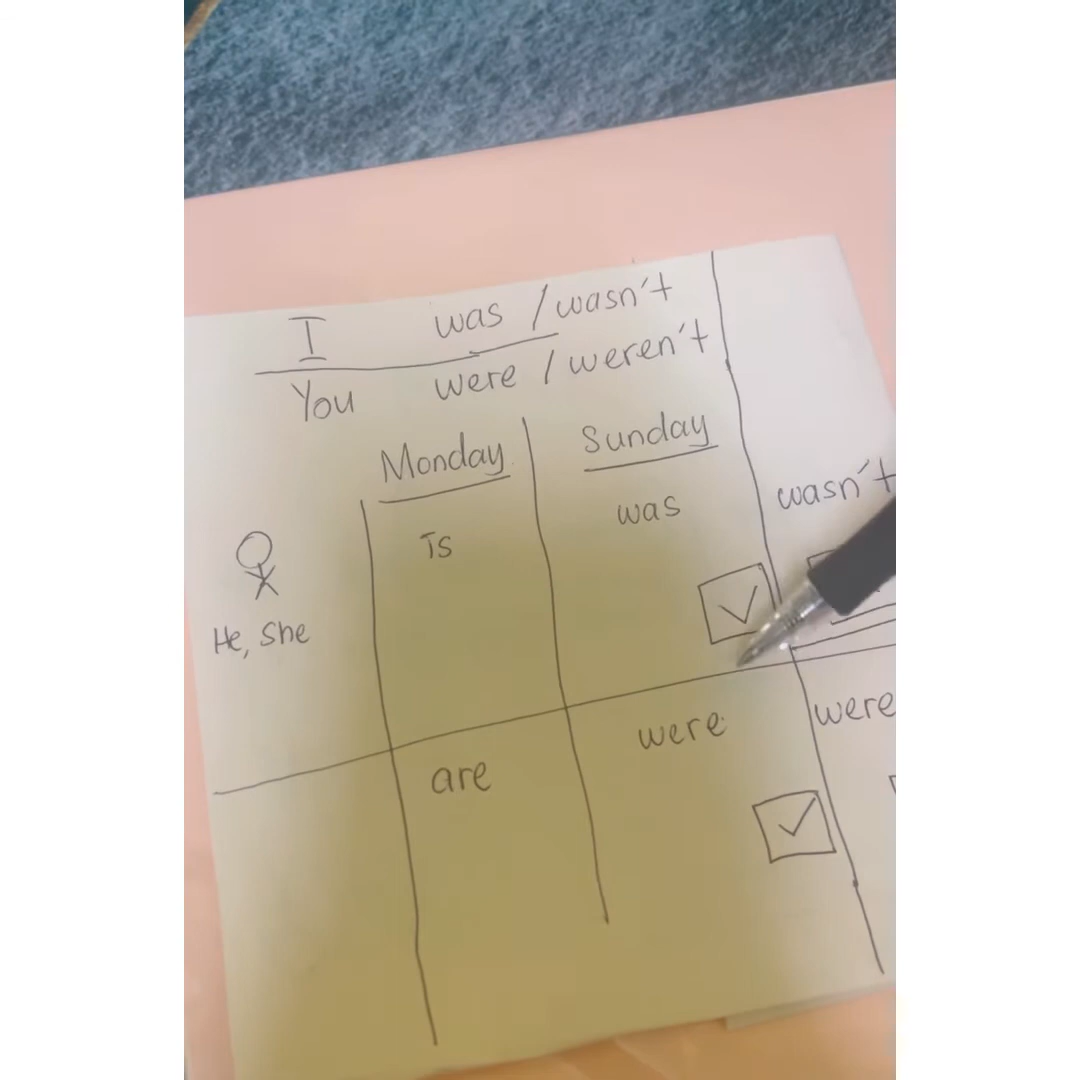 I was / wasn't
You were / weren't
Monday Sunday
is was wasn't
He, She
are were were